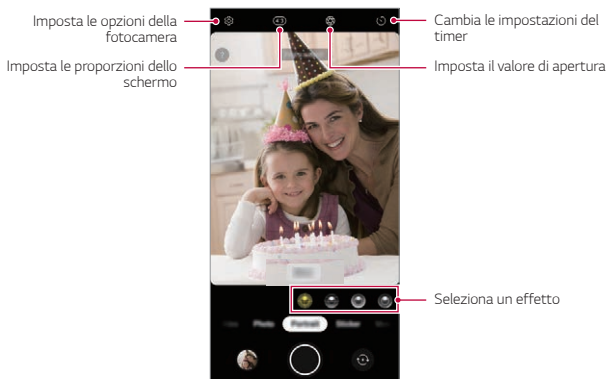 Imposta le opzioni della
fotocamera
Imposta le proporzioni dello
schermo
Cambia le impostazioni del
timer
Imposta il valore di apertura
Seleziona un effetto
Photo
Portrait
Sticker